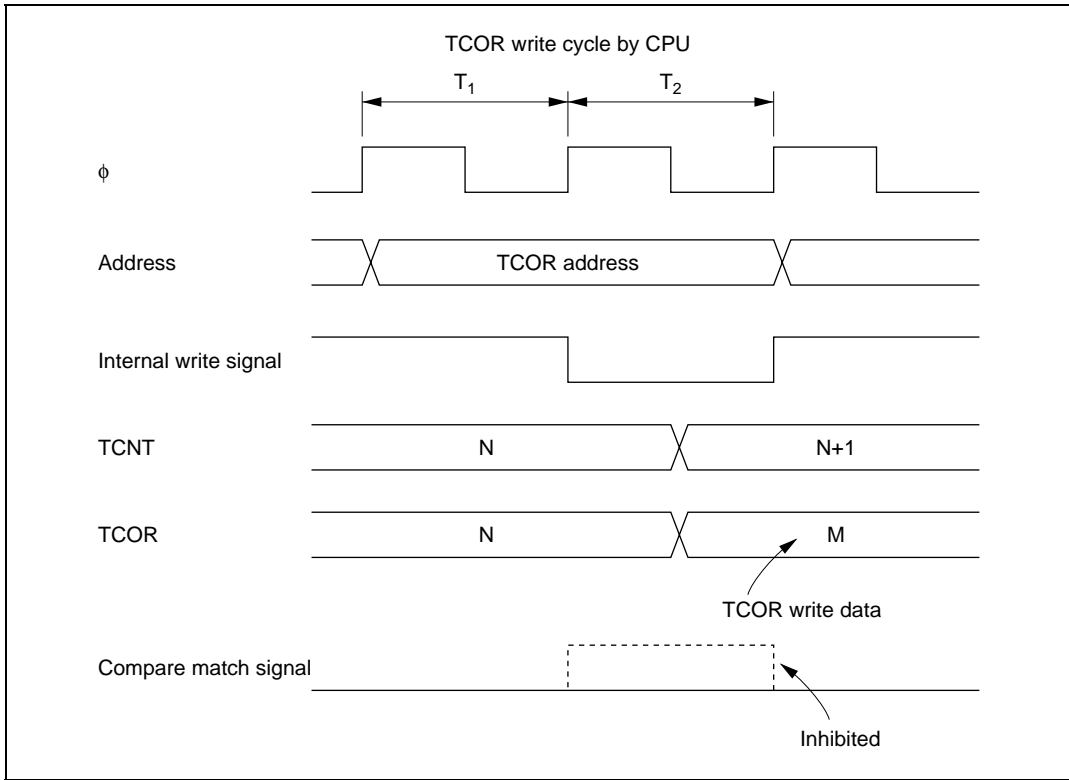 TCOR write cycle by CPU
T1 T2
φ
Address TCOR address
Internal write signal
TCNT N N+1
TCOR N M
TCOR write data
Compare match signal
Inhibited